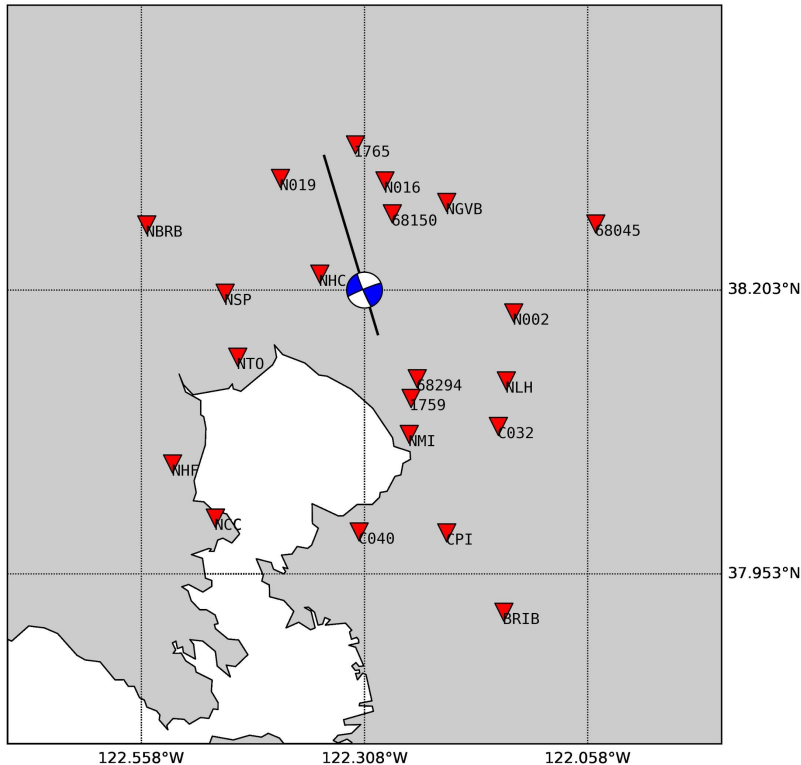 1765
N019
N016
NGVB
68150
NBRB
68045
NHC
NSP
38.203°N
N002
NTO
68294
NLH
1759
NMI
C032
NHF
NCC
C040
CPI
37.953°N
BRIB
122.558°W
122.308°W
122.058°W